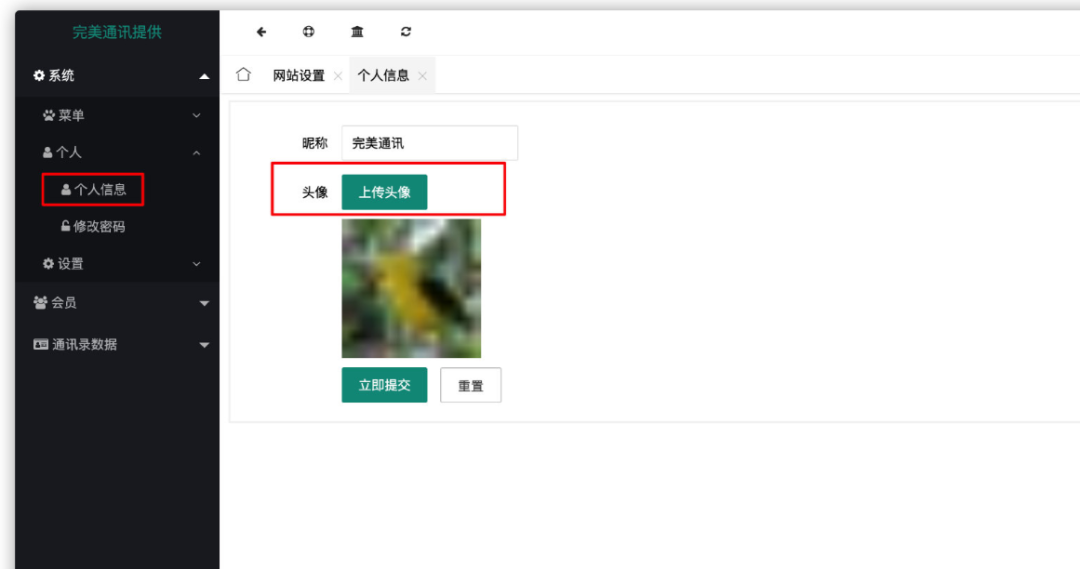 完美通讯提供
系统
网站设置
个人信息
菜单
昵称 完美通讯
个人
个人信息
头像 上传头像
修改密码
设置
会员
通讯录数据
立即提交 重置